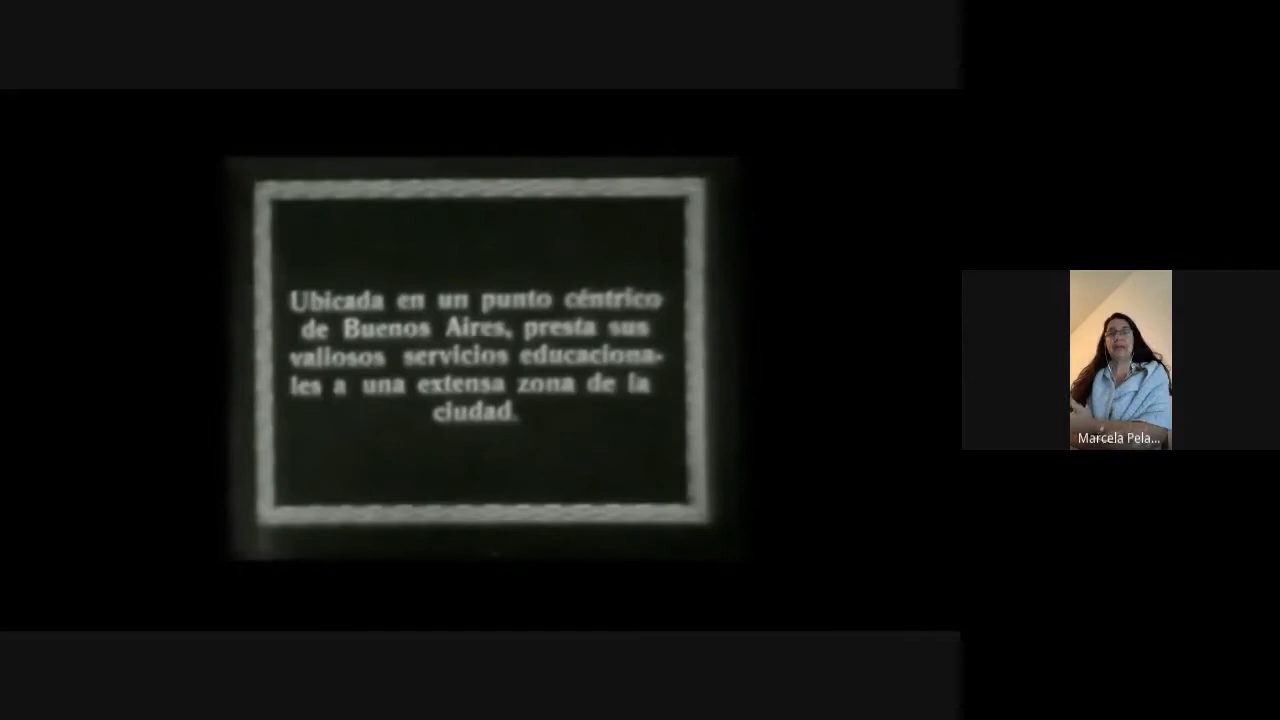 Ubicada en un punto céntrico
de Buenos Aires, presta sus
valiosos servicios educaciona-
les a una extensa zona de la
ciudad.
Marcela Pela...